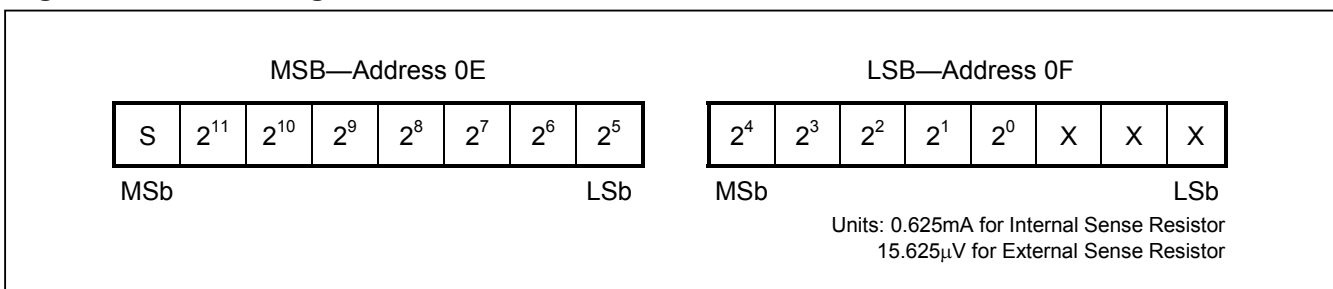 MSB—Address 0E LSB—Address 0F
S 2^11 2^10 2^9 2^8 2^7 2^6 2^5 2^4 2^3 2^2 2^1 2^0 X X X
MSb LSb MSb LSb
Units: 0.625mA for Internal Sense Resistor
15.625μV for External Sense Resistor